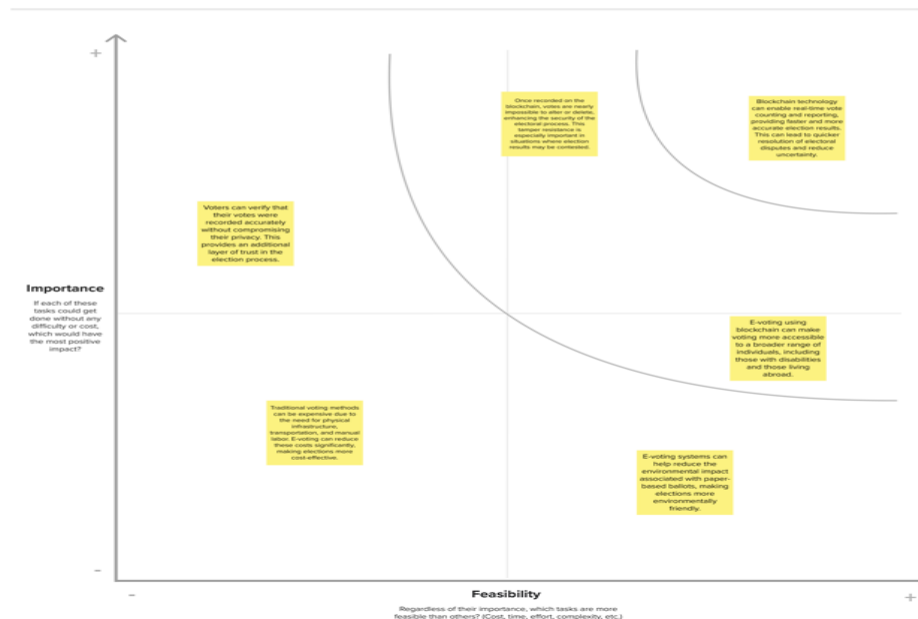 +
Once recorded on the
blockchain, votes are nearly
impossible to alter or delete,
enhancing the security of the
electoral process. This
tamper resistance is
especially important in
situations where election
results may be contested.
Blockchain technology
can enable real-time vote
counting and reporting,
providing faster and more
accurate election results.
This can lead to quicker
resolution of electoral
disputes and reduce
uncertainty.
Voters can verify that
their votes were
recorded accurately
without compromising
their privacy. This
provides an additional
layer of trust in the
election process.
Importance
If each of these
tasks could get
done without any
difficulty or cost,
which would have
the most positive
impact?
E-voting using
blockchain can make
voting more accessible
to a broader range of
individuals, including
those with disabilities
and those living
abroad.
Traditional voting methods
can be expensive due to
the need for physical
infrastructure,
transportation, and manual
labor. E-voting can reduce
these costs significantly,
making elections more
cost-effective.
E-voting systems can
help reduce the
environmental impact
associated with paper-
based ballots, making
elections more
environmentally
friendly.
-
-
Feasibility
+
Regardless of their importance, which tasks are more
feasible than others? (Cost, time, effort, complexity, etc.)